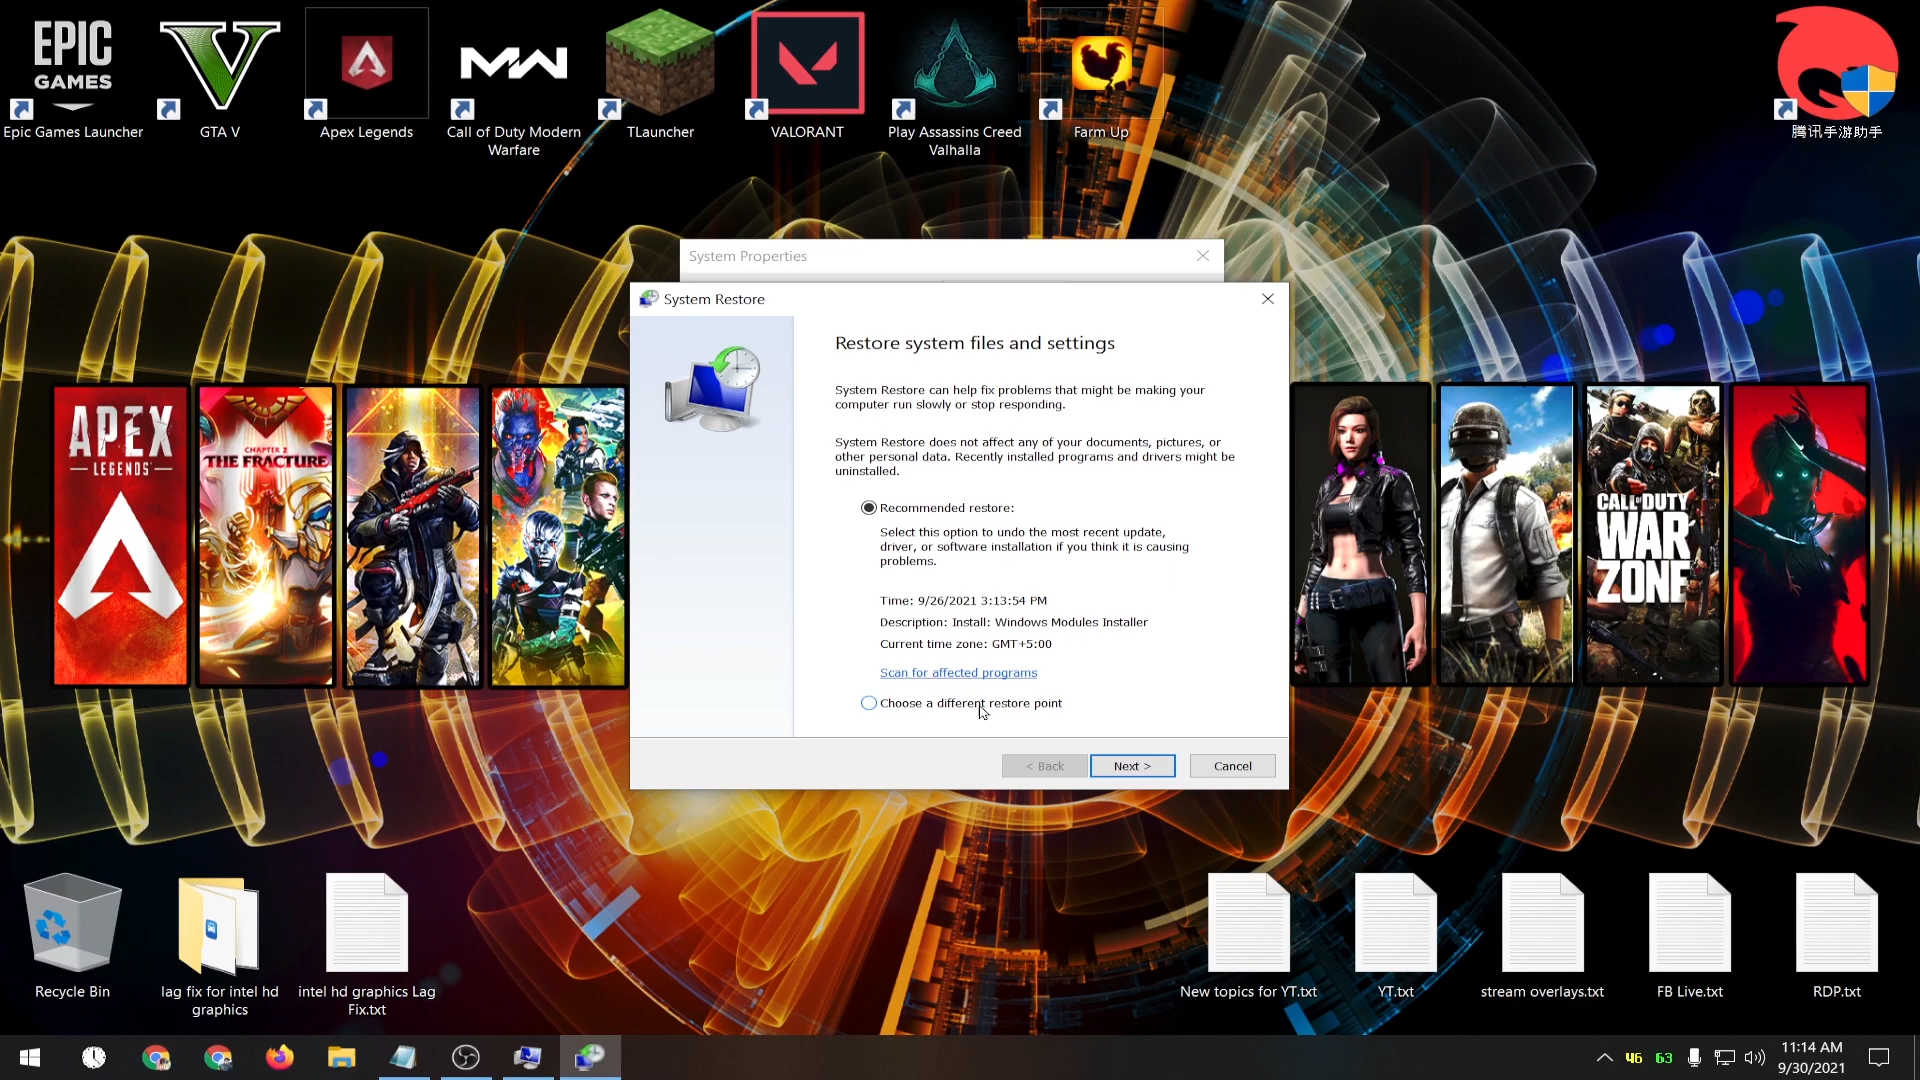 EPIC
GAMES
Epic Games Launcher
GTA V
Apex Legends
MW
Call of Duty Modern
Warfare
TLauncher
VALORANT
Play Assassins Creed
Valhalla
Farm Up
腾讯手游助手
System Properties
System Restore
Restore system files and settings
System Restore can help fix problems that might be making your
computer run slowly or stop responding.
System Restore does not affect any of your documents, pictures, or
other personal data. Recently installed programs and drivers might be
uninstalled.
Recommended restore:
Select this option to undo the most recent update,
driver, or software installation if you think it is causing
problems.
Time: 9/26/2021 3:13:54 PM
Description: Install: Windows Modules Installer
Current time zone: GMT+5:00
Scan for affected programs
Choose a different restore point
< Back
Next >
Cancel
APEX
LEGENDS
CHAPTER 2
THE FRACTURE
CALL OF DUTY
WAR
ZONE
Recycle Bin
lag fix for intel hd
graphics
intel hd graphics Lag
Fix.txt
New topics for YT.txt
YT.txt
stream overlays.txt
FB Live.txt
RDP.txt
46
63
11:14 AM
9/30/2021